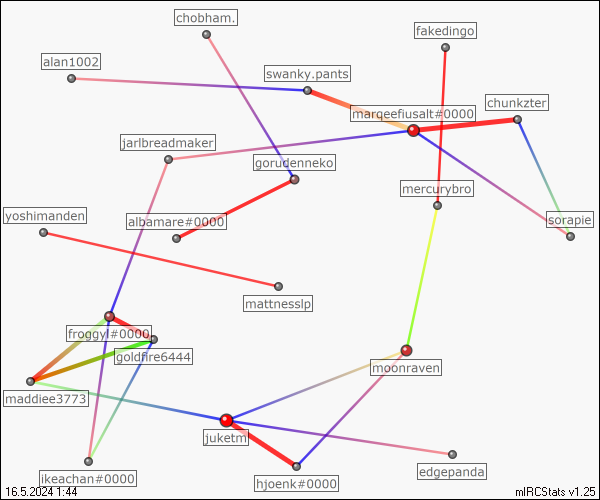 chobham.
fakedingo
alan1002
swanky.pants
chunkzter
marqeefiusalt#0000
jarlbreadmaker
gorudenneko
mercurybro
yoshimanden
albamare#0000
sorapie
mattnesslp
froggyl#0000
goldfire6444
moonraven
maddiee3773
juketm
edgepanda
ikeachan#0000
hjoenk#0000
16.5.2024 1:44
mIRCStats v1.25